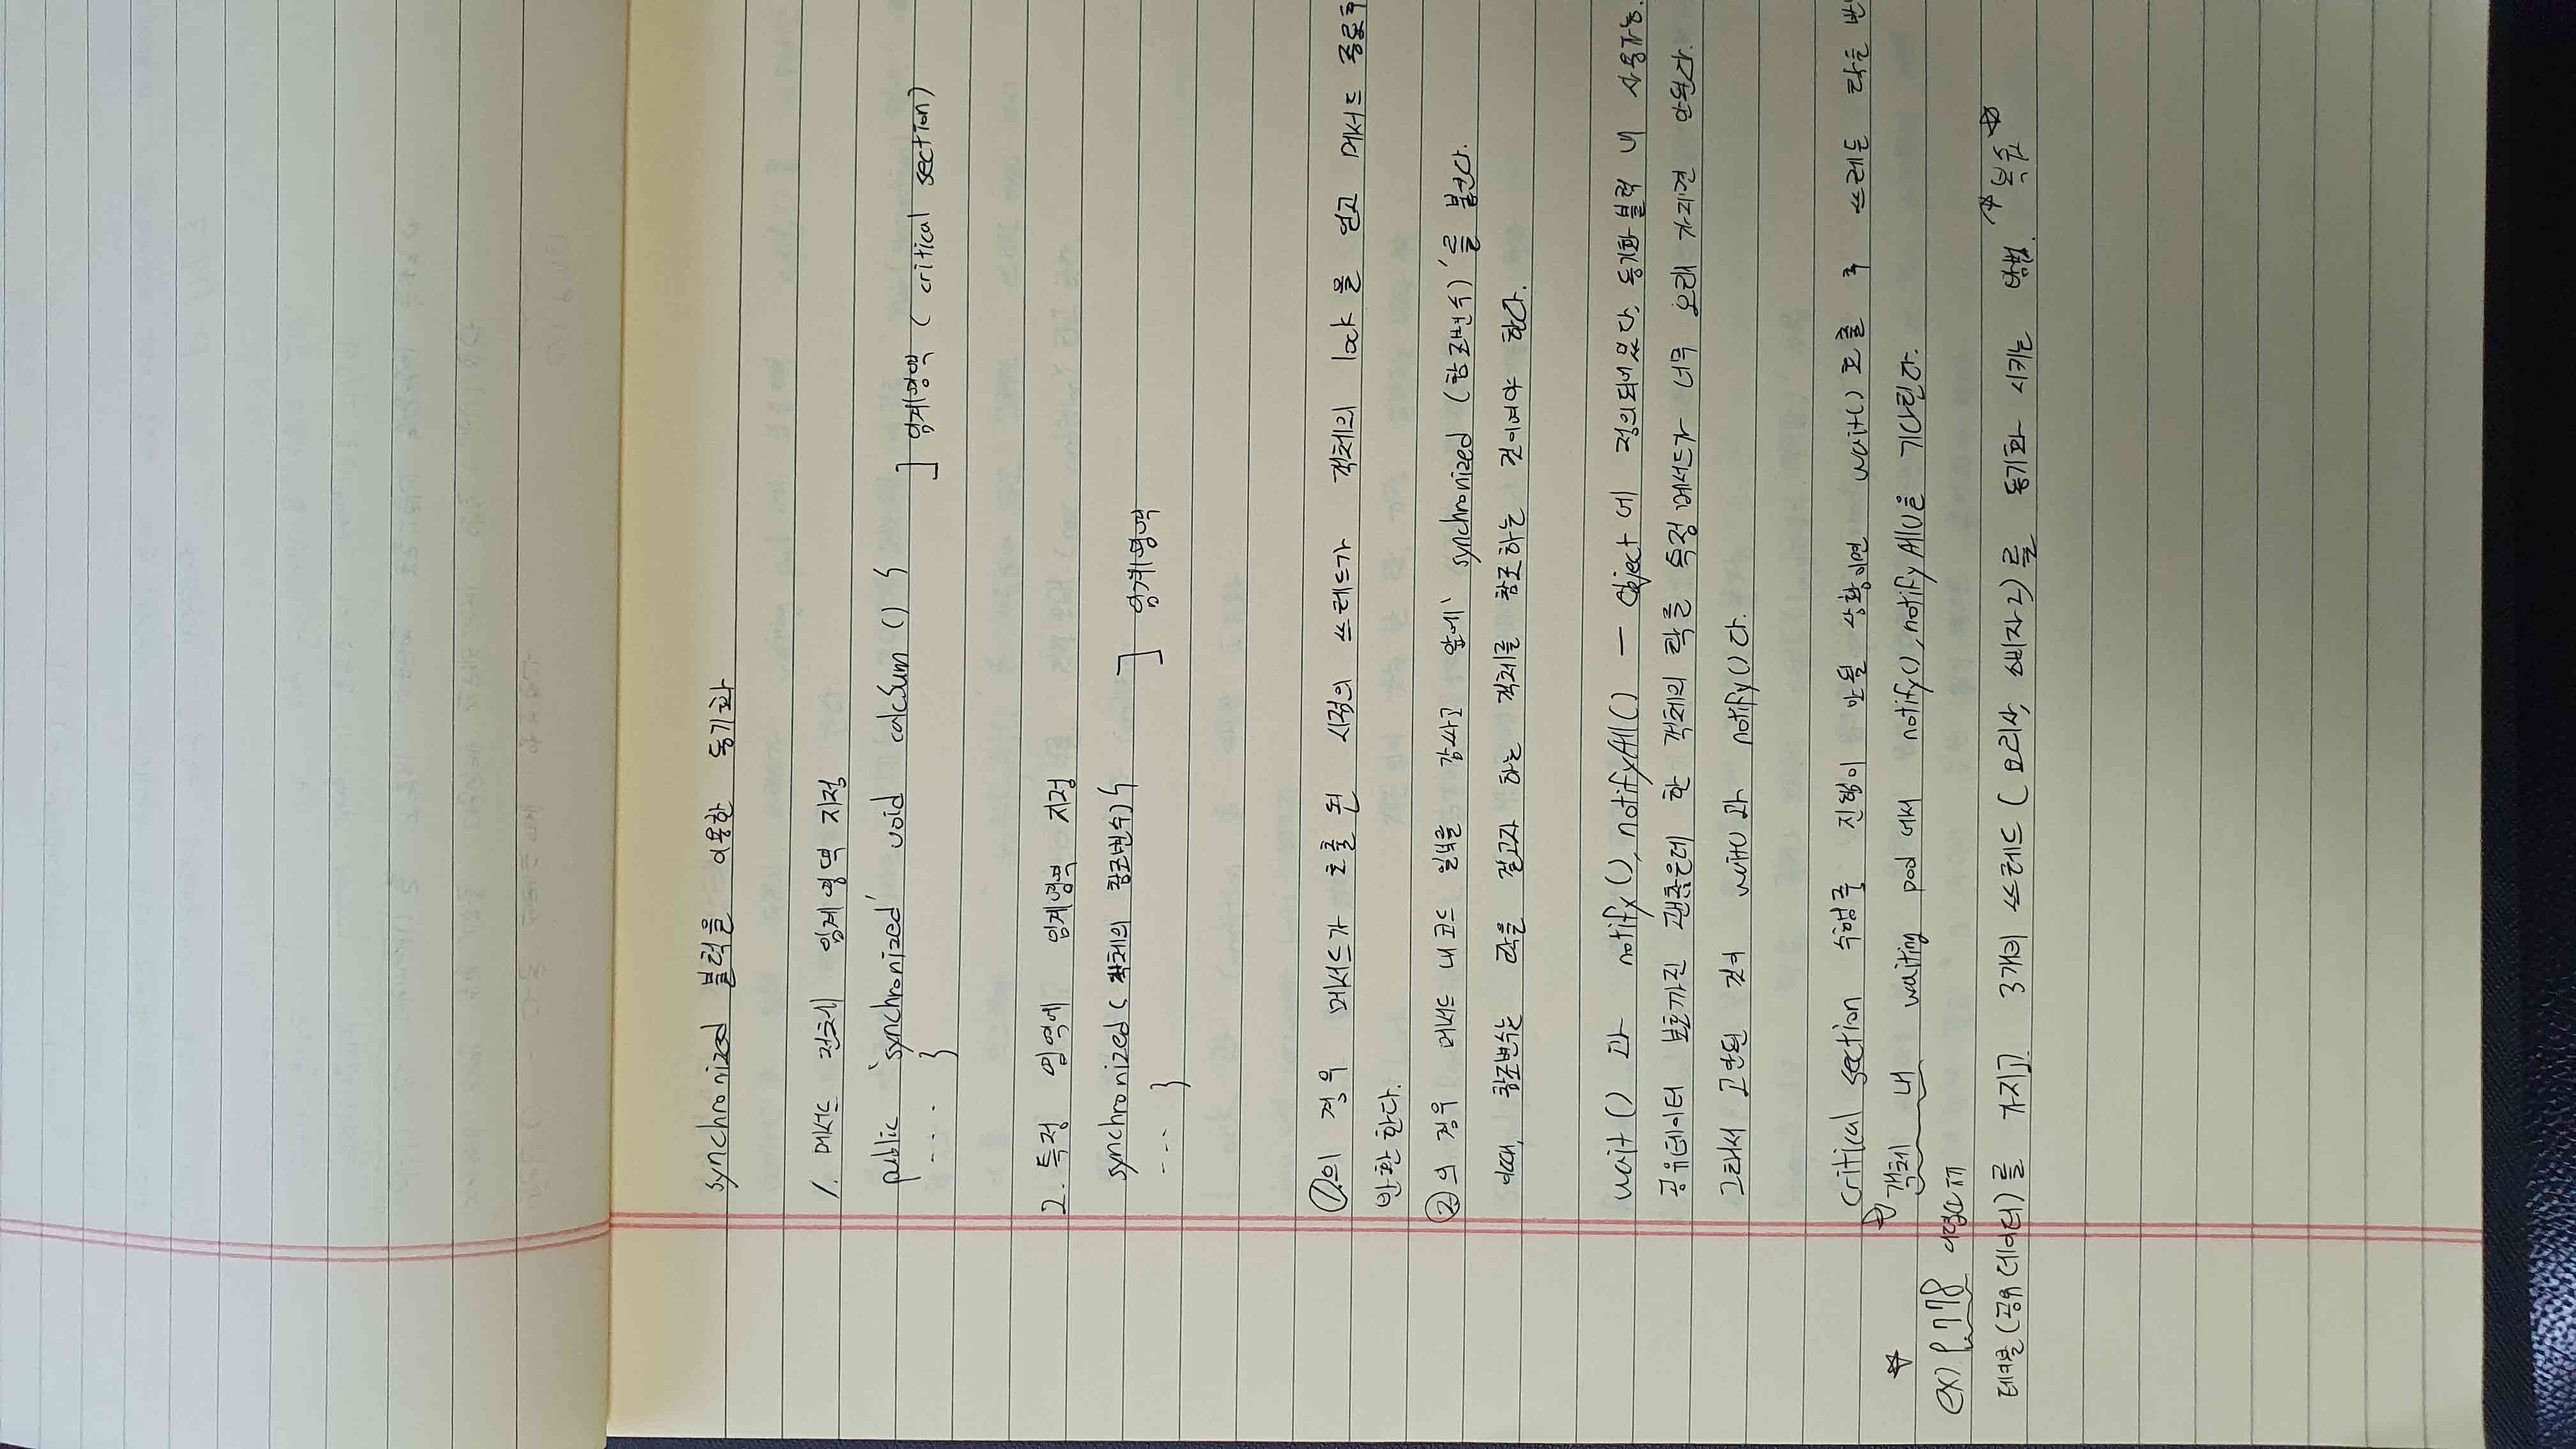 synchronized 블럭을 이용한 동기화
1. 메서드 전체 임계영역 지정
public 'synchronized' void calcSum () {
---- }
] 임계영역 ( critical section )
2. 특정 영역에 임계영역 지정
synchronized ( 객체의 참조변수) {
--- }
] 임계영역
①의 경우 메서드가 호출 된 시점의 쓰레드가 객체의 lock을 얻고 메서드 종료후
반환 한다.
②의 경우 메서드 내 코드 일부를 감싸고 앞에 'synchronized (참조변수)'를 붙인다.
이때, 참조변수는 락을 걸고자 하는 객체를 참조하는 것이여야 한다.
wait () 과 notify (), notifyAll () — Object 에 정의되어 있다, 동기화 블럭 내 사용가능.
공유데이터 보호까진 괜찮은데 한 객체의 락을 특정 메서드가 너무 오래 가지면 안된다.
그래서 고안된 것이 wait() 과 notify() 다.
critical section 수행중 진행이 안될 상황이면 wait() 호출 후 쓰레드 락을 반
☆ 객체 내 waiting pod 에서 notify(), notifyAll()을 기다린다.
ex) p.778
테이블(공유데이터)를 가지고 3개의 쓰레드 ( 요리사, 소비자2) 를 동기화 시키는 방법. ☆복습☆